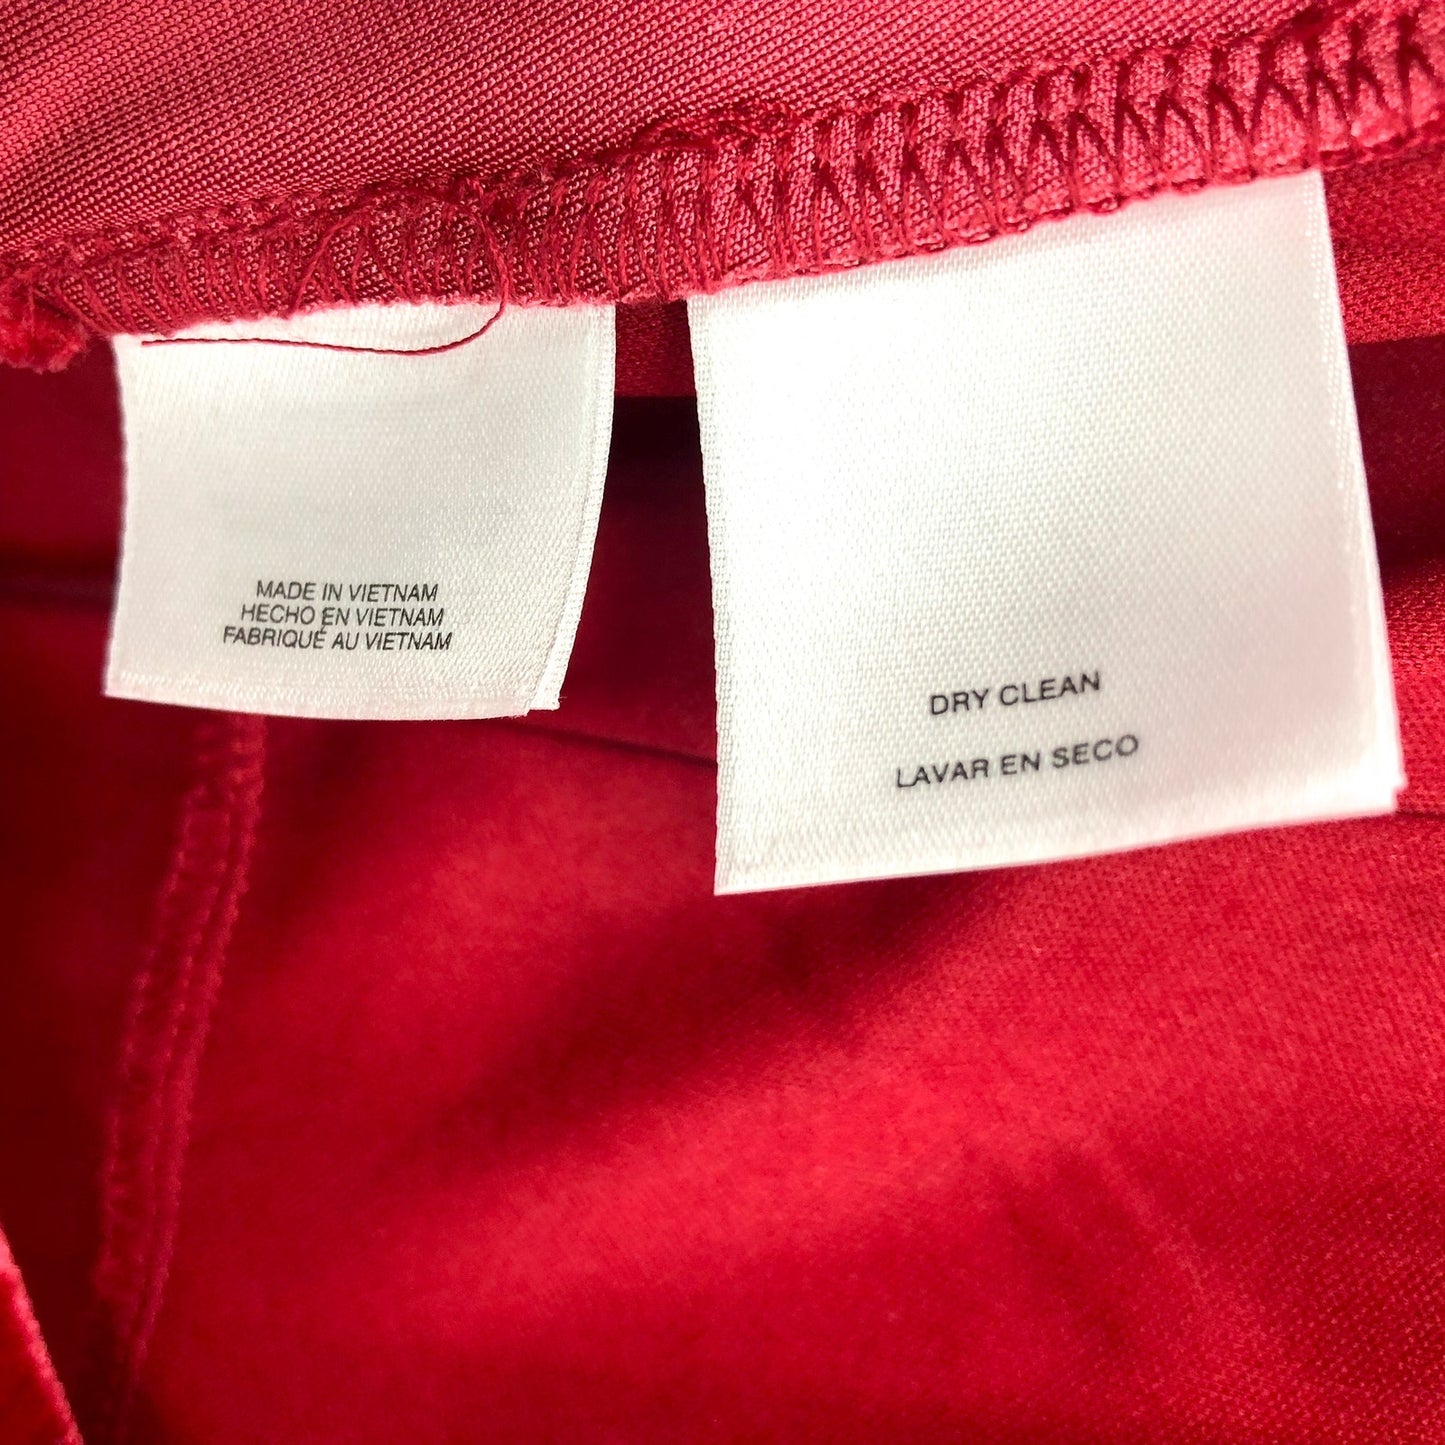 MADE IN VIETNAM
HECHO EN VIETNAM
FABRIQUÉ AU VIETNAM
DRY CLEAN
LAVAR EN SECO